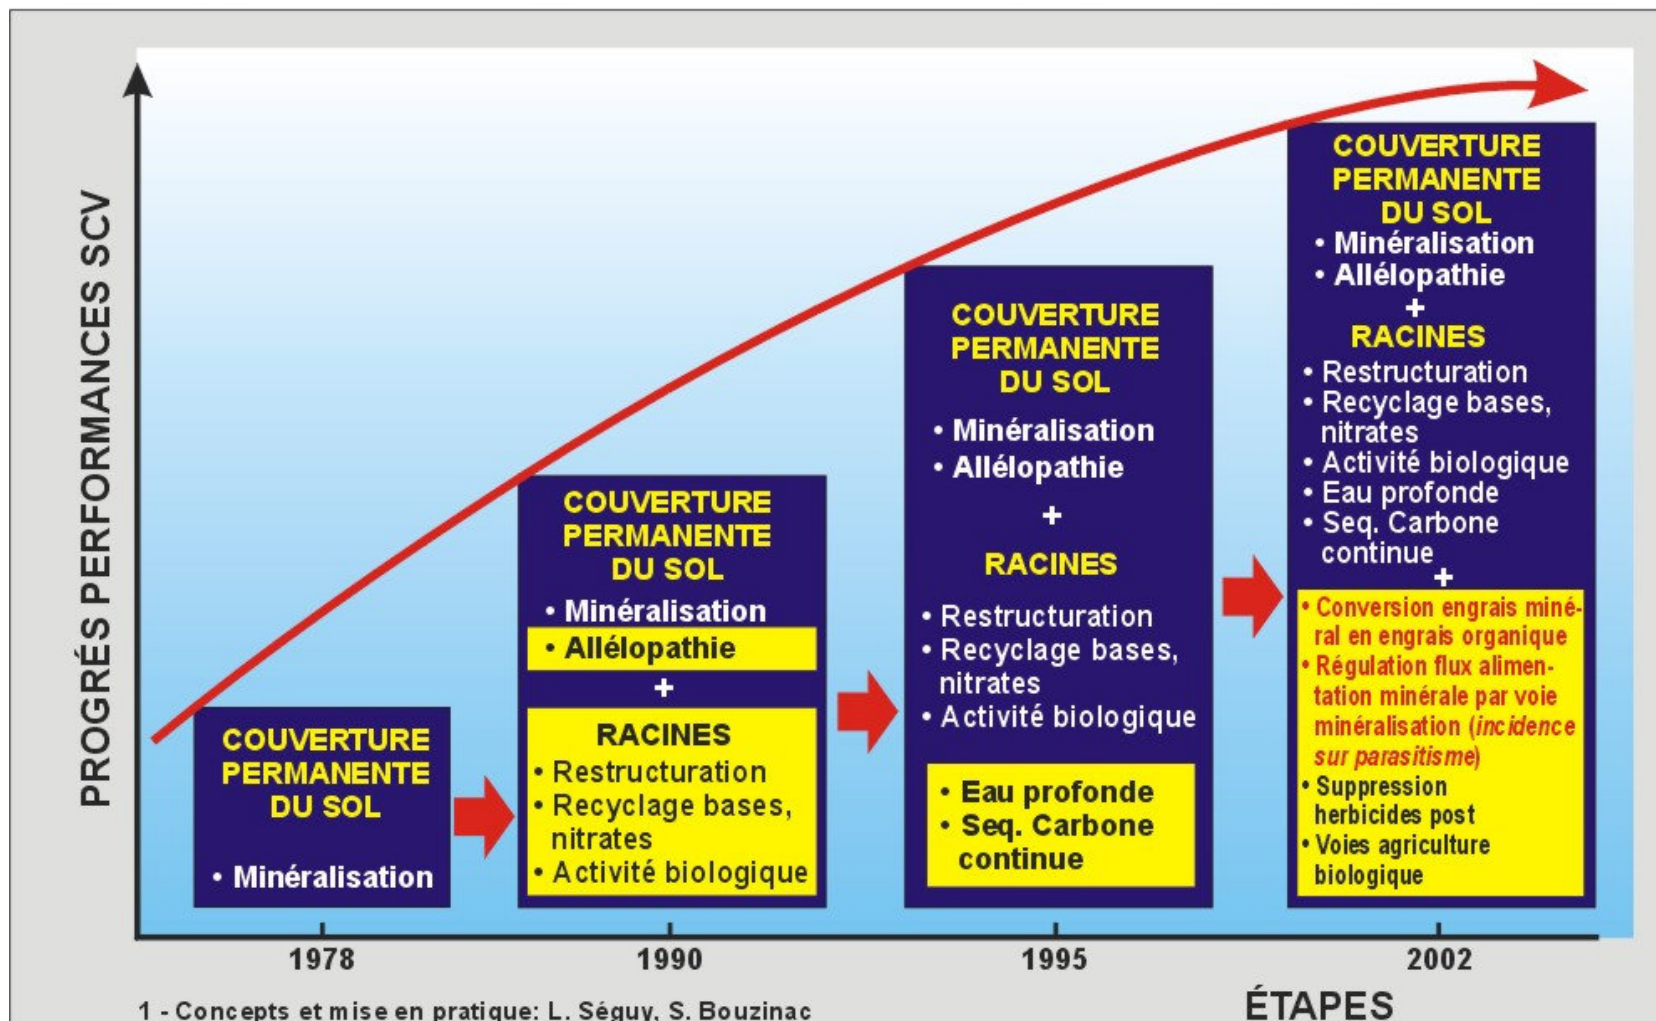 PROGRÉS PERFORMANCES SCV
COUVERTURE
PERMANENTE
DU SOL
• Minéralisation
COUVERTURE
PERMANENTE
DU SOL
• Minéralisation
• Allélopathie
+
RACINES
• Restructuration
• Recyclage bases,
nitrates
• Activité biologique
COUVERTURE
PERMANENTE
DU SOL
• Minéralisation
• Allélopathie
+
RACINES
• Restructuration
• Recyclage bases,
nitrates
• Activité biologique
• Eau profonde
• Seq. Carbone
continue
COUVERTURE
PERMANENTE
DU SOL
• Minéralisation
• Allélopathie
+
RACINES
• Restructuration
• Recyclage bases,
nitrates
• Activité biologique
• Eau profonde
• Seq. Carbone
continue
+
• Conversion engrais miné-
ral en engrais organique
• Régulation flux alimen-
tation minérale par voie
minéralisation (incidence
sur parasitisme)
• Suppression
herbicides post
• Voies agriculture
biologique
1978
1990
1995
2002
ÉTAPES
1 - Concepts et mise en pratique: L. Séguy, S. Bouzinac